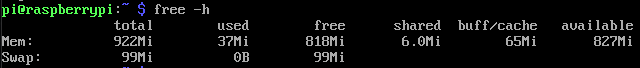 pi@raspberrypi:~ $ free -h
total used free shared buff/cache available
Mem: 922Mi 37Mi 818Mi 6.0Mi 65Mi 827Mi
Swap: 99Mi 0B 99Mi